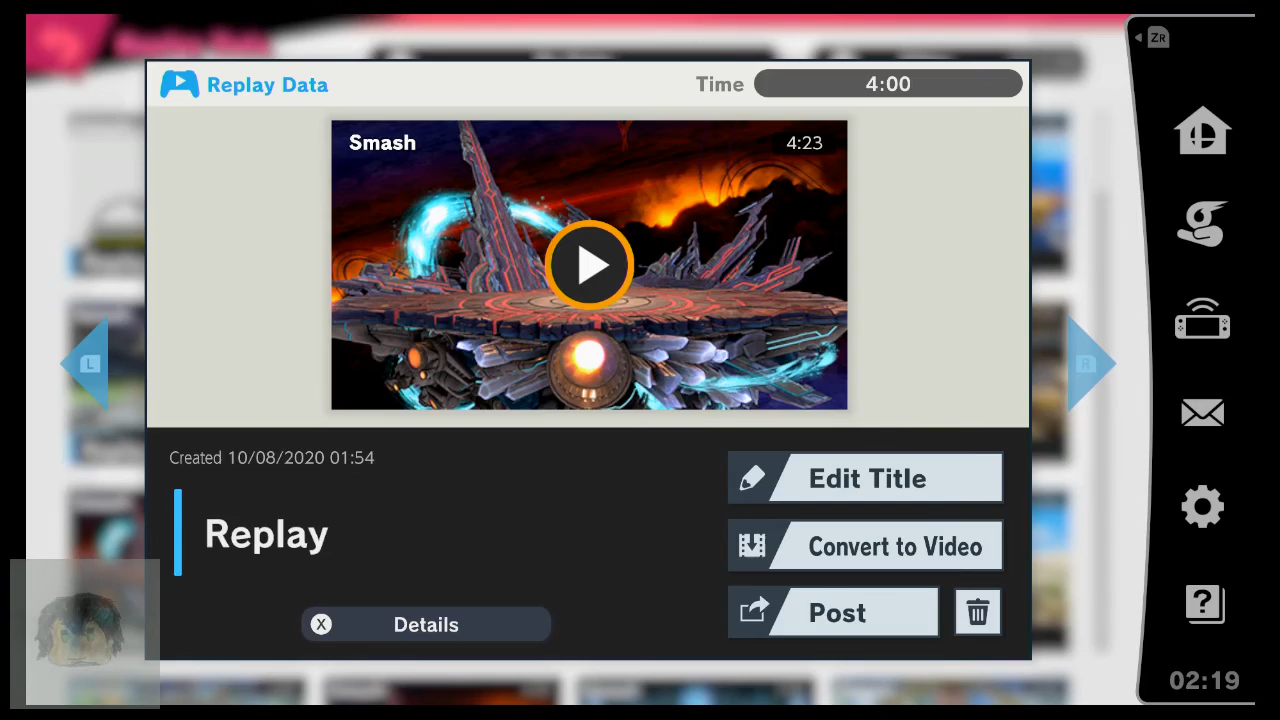 ZR
Replay Data
Time
4:00
Smash
4:23
L
R
Created 10/08/2020 01:54
Replay
Edit Title
Convert to Video
Post
X
Details
?
02:19